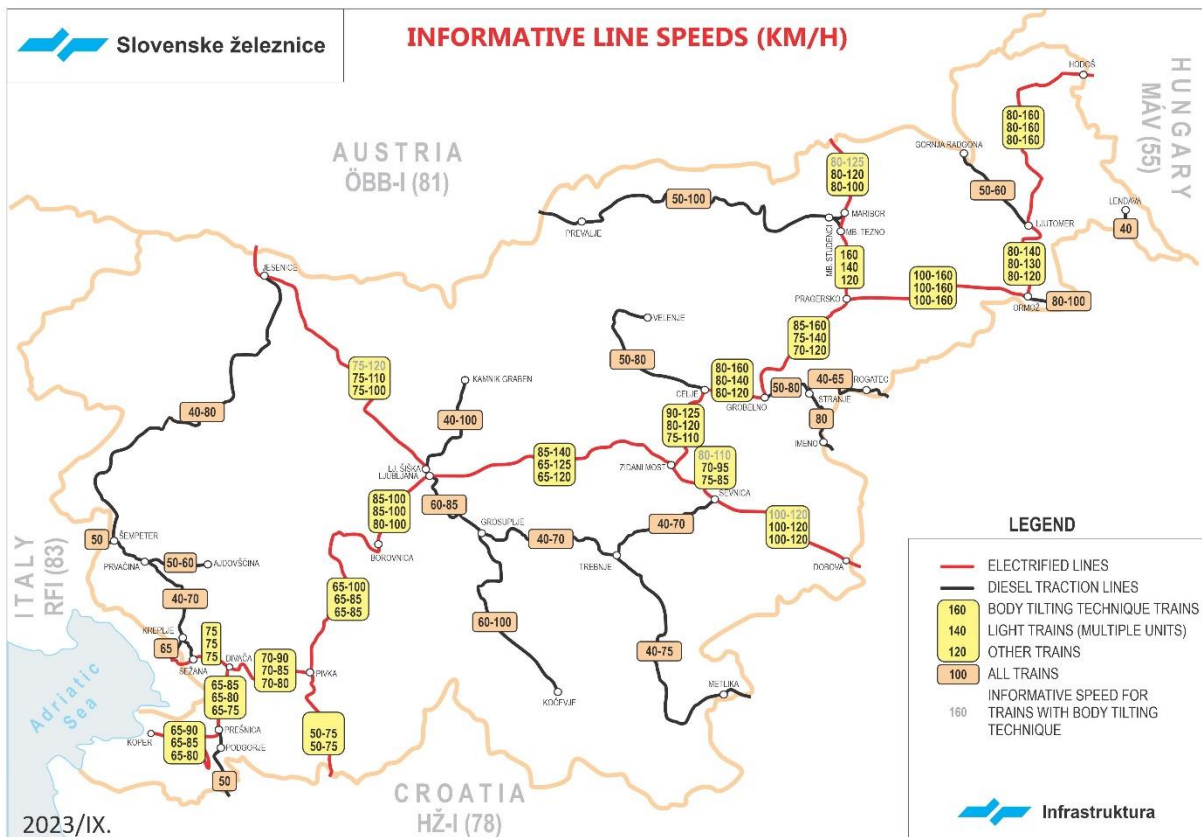 Slovenske železnice
INFORMATIVE LINE SPEEDS (KM/H)
HUNGARY
MÁV (55)
AUSTRIA
ÖBB-I (81)
ITALY
RFI (83)
CROATIA
HŽ-I (78)
Adriatic
Sea
HODOŠ
80-160
80-160
80-160
GORNJA RADGONA
50-60
LENDAVA
40
LJUTOMER
80-140
80-130
80-120
ORMOŽ
80-100
80-125
80-120
80-100
50-100
PREVALJE
MARIBOR
MB. TEZNO
MB. STUDENCI
160
140
120
PRAGERSKO
100-160
100-160
100-160
JESENICE
75-120
75-110
75-100
40-80
VELENJE
50-80
85-160
75-140
70-120
CELJE
80-160
80-140
80-120
GROBELNO
50-80
40-65
ROGATEC
STRANJE
80
IMENO
KAMNIK GRABEN
40-100
90-125
80-120
75-110
LJ. ŠIŠKA
LJUBLJANA
85-140
65-125
65-120
ZIDANI MOST
80-110
70-95
75-85
SEVNICA
100-120
100-120
100-120
DOBOVA
85-100
85-100
80-100
60-85
GROSUPLJE
40-70
TREBNJE
40-70
BOROVNICA
50
ŠEMPETER
PRVAČINA
50-60
AJDOVŠČINA
40-70
65-100
65-85
65-85
60-100
KOČEVJE
40-75
METLIKA
KREPLJE
65
SEŽANA
75
75
75
DIVAČA
70-90
70-85
70-80
PIVKA
65-85
65-80
65-75
50-75
50-75
KOPER
65-90
65-85
65-80
PREŠNICA
PODGORJE
50
LEGEND
ELECTRIFIED LINES
DIESEL TRACTION LINES
160 BODY TILTING TECHNIQUE TRAINS
140 LIGHT TRAINS (MULTIPLE UNITS)
120 OTHER TRAINS
100 ALL TRAINS
INFORMATIVE SPEED FOR
160 TRAINS WITH BODY TILTING
TECHNIQUE
Infrastruktura
2023/IX.